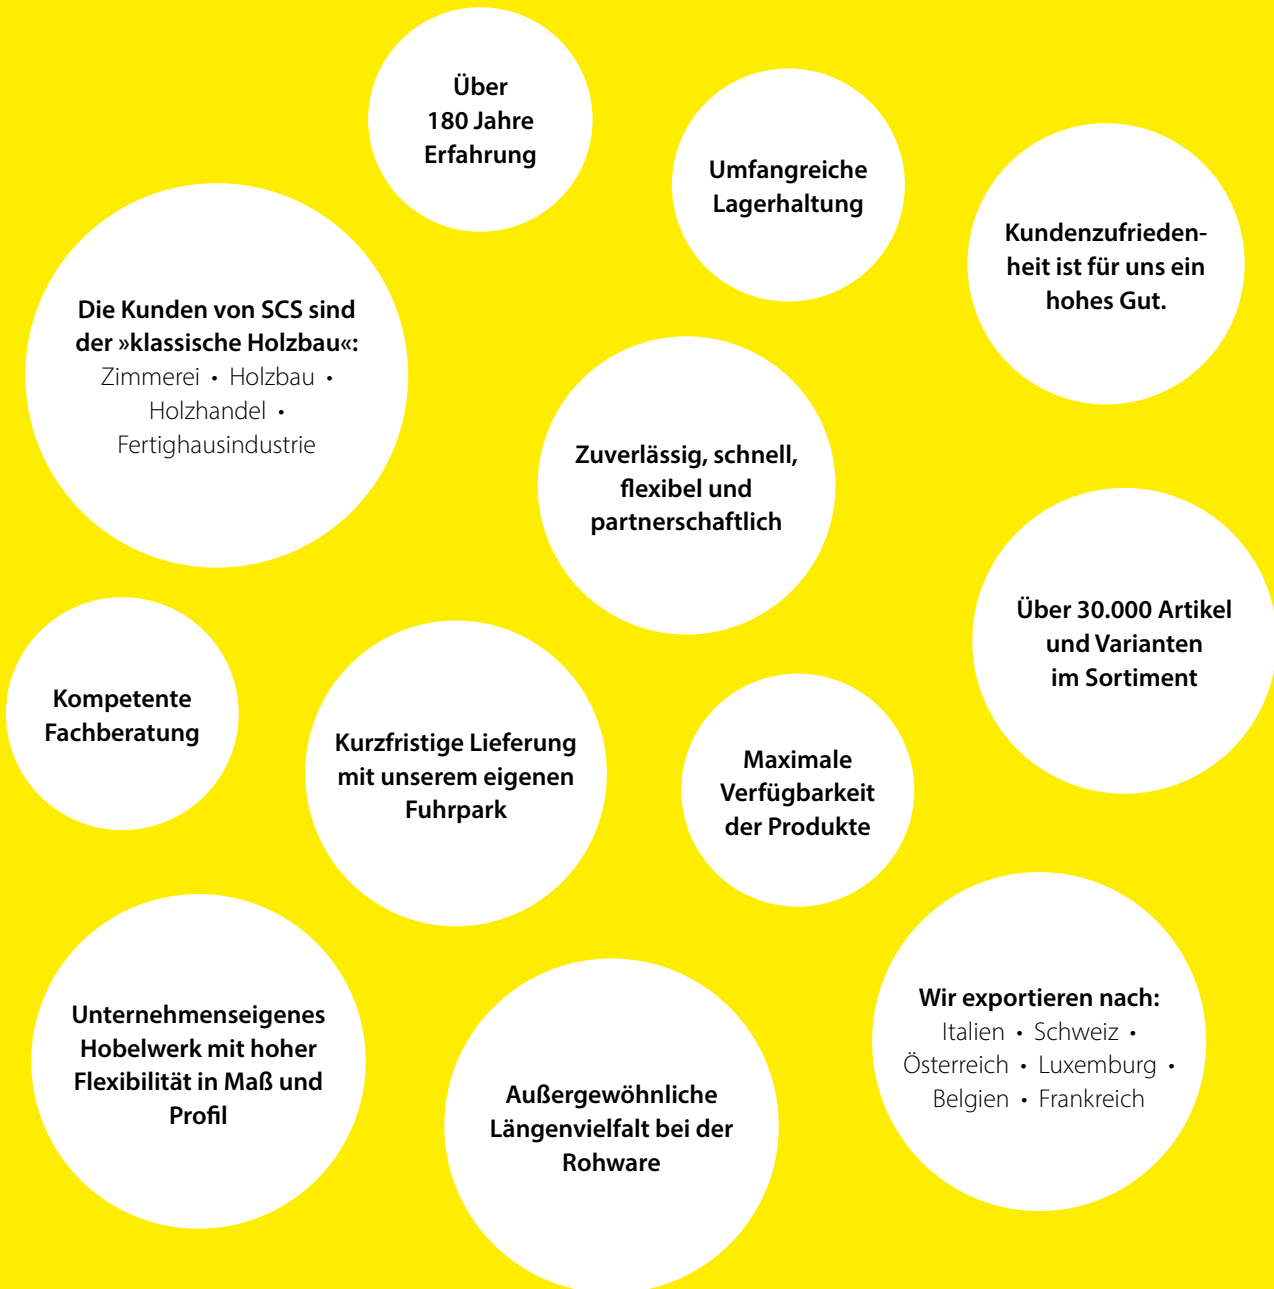 Über
180 Jahre
Erfahrung
Umfangreiche
Lagerhaltung
Kundenzufrieden-
heit ist für uns ein
hohes Gut.
Die Kunden von SCS sind
der »klassische Holzbau«:
Zimmerei • Holzbau •
Holzhandel •
Fertighausindustrie
Zuverlässig, schnell,
flexibel und
partnerschaftlich
Über 30.000 Artikel
und Varianten
im Sortiment
Kompetente
Fachberatung
Kurzfristige Lieferung
mit unserem eigenen
Fuhrpark
Maximale
Verfügbarkeit
der Produkte
Unternehmenseigenes
Hobelwerk mit hoher
Flexibilität in Maß und
Profil
Außergewöhnliche
Längenvielfalt bei der
Rohware
Wir exportieren nach:
Italien • Schweiz •
Österreich • Luxemburg •
Belgien • Frankreich